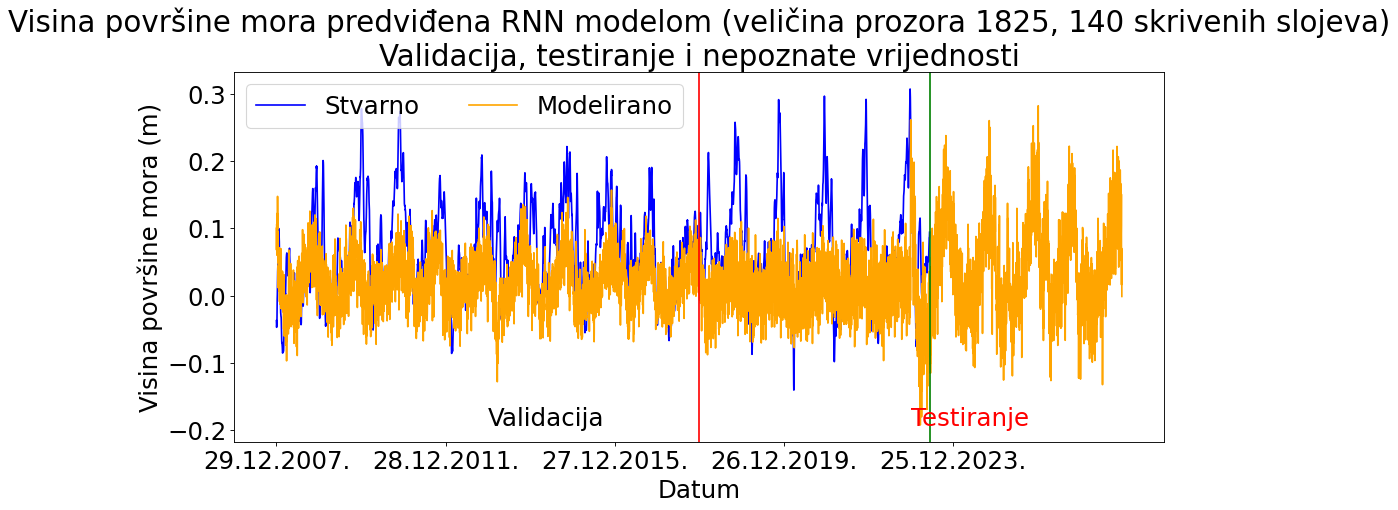 Visina površine mora predviđena RNN modelom (veličina prozora 1825, 140 skrivenih slojeva)
Validacija, testiranje i nepoznate vrijednosti
Stvarno Modelirano
Visina površine mora (m)
0.3
0.2
0.1
0.0
−0.1
−0.2
Validacija Testiranje
29.12.2007. 28.12.2011. 27.12.2015. 26.12.2019. 25.12.2023.
Datum